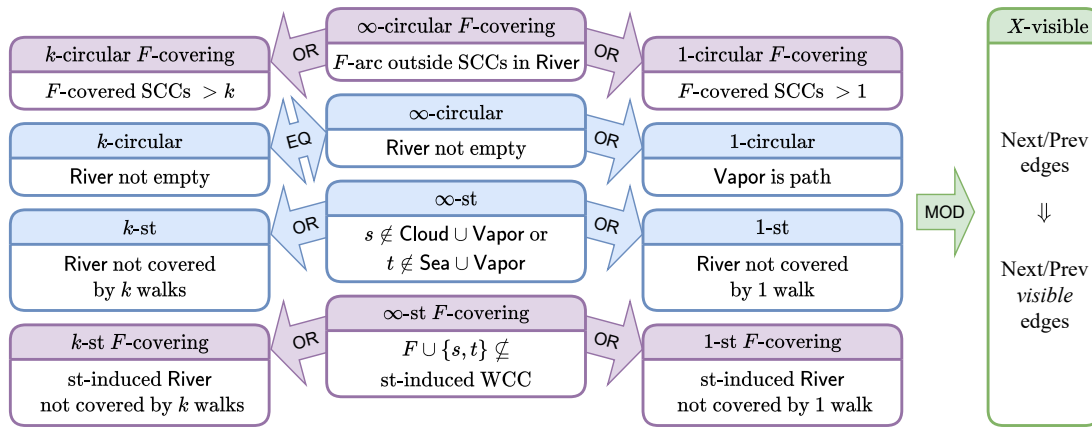 ∞-circular F-covering
F-arc outside SCCs in River
k-circular F-covering
F-covered SCCs > k
OR
OR
1-circular F-covering
F-covered SCCs > 1
∞-circular
River not empty
k-circular
River not empty
EQ
OR
1-circular
Vapor is path
∞-st
s ∉ Cloud ∪ Vapor or
t ∉ Sea ∪ Vapor
k-st
River not covered
by k walks
OR
OR
1-st
River not covered
by 1 walk
∞-st F-covering
F ∪ {s, t} ⊈
st-induced WCC
k-st F-covering
st-induced River
not covered by k walks
OR
OR
1-st F-covering
st-induced River
not covered by 1 walk
MOD
X-visible
Next/Prev
edges
⇓
Next/Prev
visible
edges